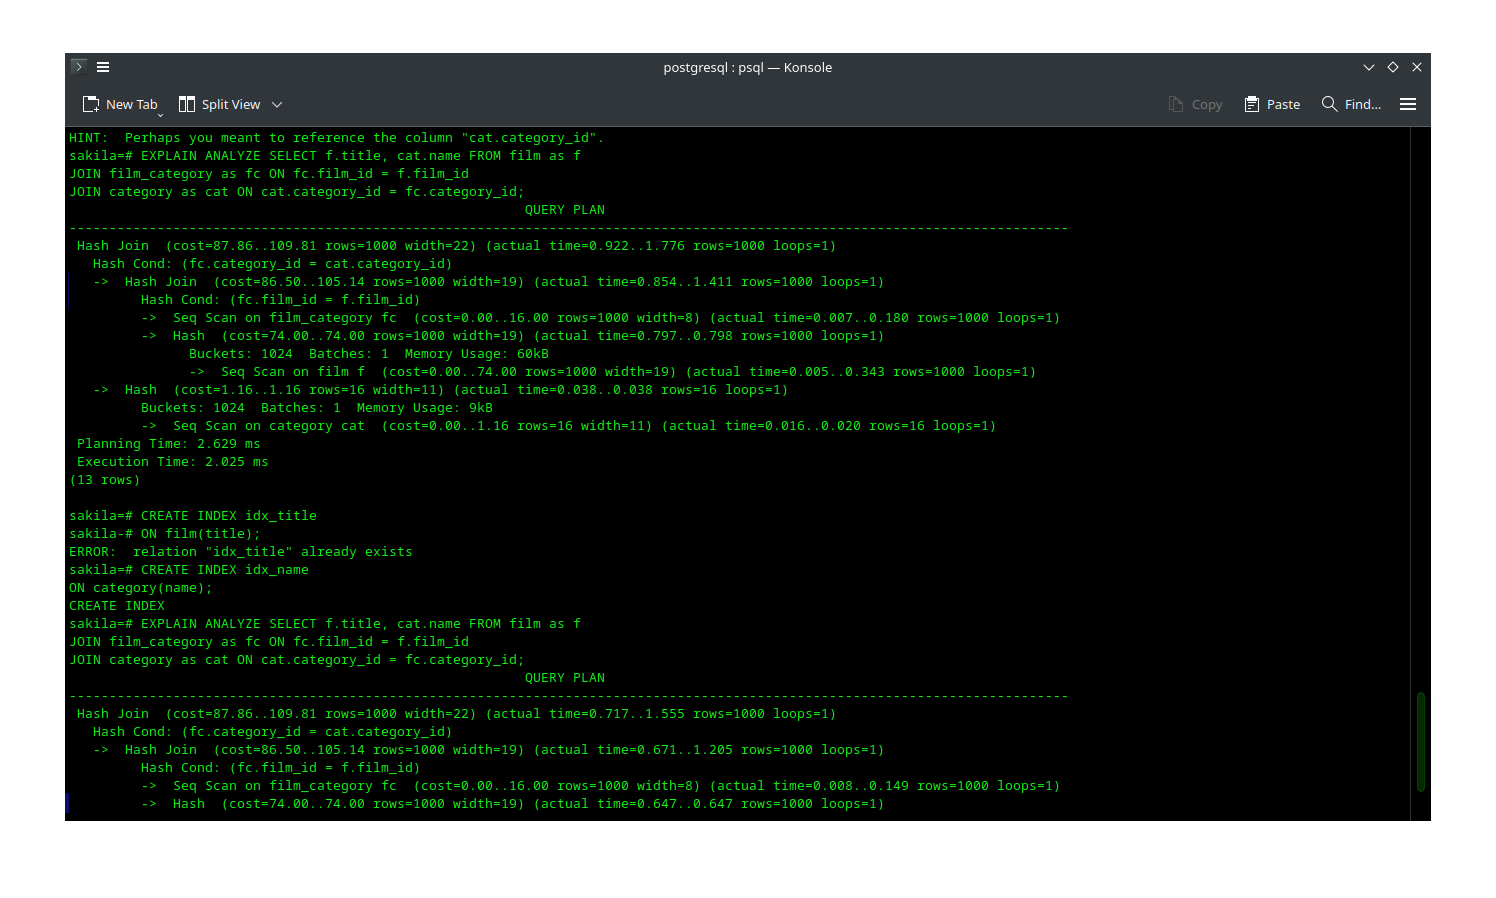 postgresql : psql — Konsole
New Tab Split View Copy Paste Find...
HINT:  Perhaps you meant to reference the column "cat.category_id".
sakila=# EXPLAIN ANALYZE SELECT f.title, cat.name FROM film as f
JOIN film_category as fc ON fc.film_id = f.film_id
JOIN category as cat ON cat.category_id = fc.category_id;
                                                         QUERY PLAN
-----------------------------------------------------------------------------------------------------------------------------
 Hash Join  (cost=87.86..109.81 rows=1000 width=22) (actual time=0.922..1.776 rows=1000 loops=1)
   Hash Cond: (fc.category_id = cat.category_id)
   ->  Hash Join  (cost=86.50..105.14 rows=1000 width=19) (actual time=0.854..1.411 rows=1000 loops=1)
         Hash Cond: (fc.film_id = f.film_id)
         ->  Seq Scan on film_category fc  (cost=0.00..16.00 rows=1000 width=8) (actual time=0.007..0.180 rows=1000 loops=1)
         ->  Hash  (cost=74.00..74.00 rows=1000 width=19) (actual time=0.797..0.798 rows=1000 loops=1)
               Buckets: 1024  Batches: 1  Memory Usage: 60kB
               ->  Seq Scan on film f  (cost=0.00..74.00 rows=1000 width=19) (actual time=0.005..0.343 rows=1000 loops=1)
   ->  Hash  (cost=1.16..1.16 rows=16 width=11) (actual time=0.038..0.038 rows=16 loops=1)
         Buckets: 1024  Batches: 1  Memory Usage: 9kB
         ->  Seq Scan on category cat  (cost=0.00..1.16 rows=16 width=11) (actual time=0.016..0.020 rows=16 loops=1)
 Planning Time: 2.629 ms
 Execution Time: 2.025 ms
(13 rows)

sakila=# CREATE INDEX idx_title
sakila-# ON film(title);
ERROR:  relation "idx_title" already exists
sakila=# CREATE INDEX idx_name
ON category(name);
CREATE INDEX
sakila=# EXPLAIN ANALYZE SELECT f.title, cat.name FROM film as f
JOIN film_category as fc ON fc.film_id = f.film_id
JOIN category as cat ON cat.category_id = fc.category_id;
                                                         QUERY PLAN
-----------------------------------------------------------------------------------------------------------------------------
 Hash Join  (cost=87.86..109.81 rows=1000 width=22) (actual time=0.717..1.555 rows=1000 loops=1)
   Hash Cond: (fc.category_id = cat.category_id)
   ->  Hash Join  (cost=86.50..105.14 rows=1000 width=19) (actual time=0.671..1.205 rows=1000 loops=1)
         Hash Cond: (fc.film_id = f.film_id)
         ->  Seq Scan on film_category fc  (cost=0.00..16.00 rows=1000 width=8) (actual time=0.008..0.149 rows=1000 loops=1)
         ->  Hash  (cost=74.00..74.00 rows=1000 width=19) (actual time=0.647..0.647 rows=1000 loops=1)